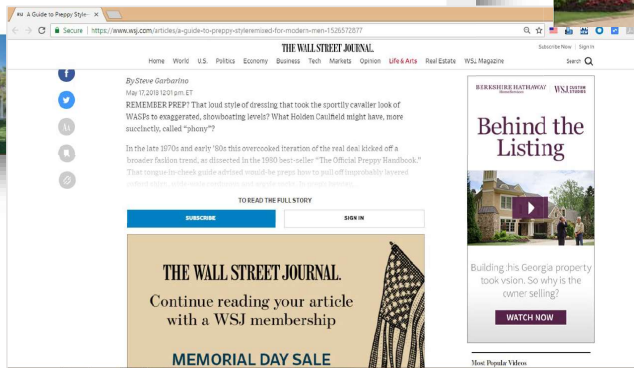 A Guide to Preppy Style-
Secure | https://www.wsj.com/articles/a-guide-to-preppy-styleremixed-for-modern-men-1526572877
THE WALL STREET JOURNAL.
Subscribe Now | Sign In
Home World U.S. Politics Economy Business Tech Markets Opinion Life & Arts Real Estate WSJ. Magazine
Search
By Steve Garbarino
May 17, 2018 12:01 p.m. ET
REMEMBER PREP? That loud style of dressing that took the sportily cavalier look of
WASPs to exaggerated, showboating levels? What Holden Caulfield might have, more
succinctly, called “phony”?
In the late 1970s and early ’80s this overcooked iteration of the real deal kicked off a
broader fashion trend, as dissected in the 1980 best-seller “The Official Preppy Handbook.”
That tongue-in-cheek guide advised would-be preps how to pull off improbably layered
TO READ THE FULL STORY
SUBSCRIBE
SIGN IN
THE WALL STREET JOURNAL.
Continue reading your article
with a WSJ membership
MEMORIAL DAY SALE
BERKSHIRE HATHAWAY
HomeServices
WSJ CUSTOM STUDIOS
Behind the
Listing
Building this Georgia property
took vsion. So why is the
owner selling?
WATCH NOW
Most Popular Videos